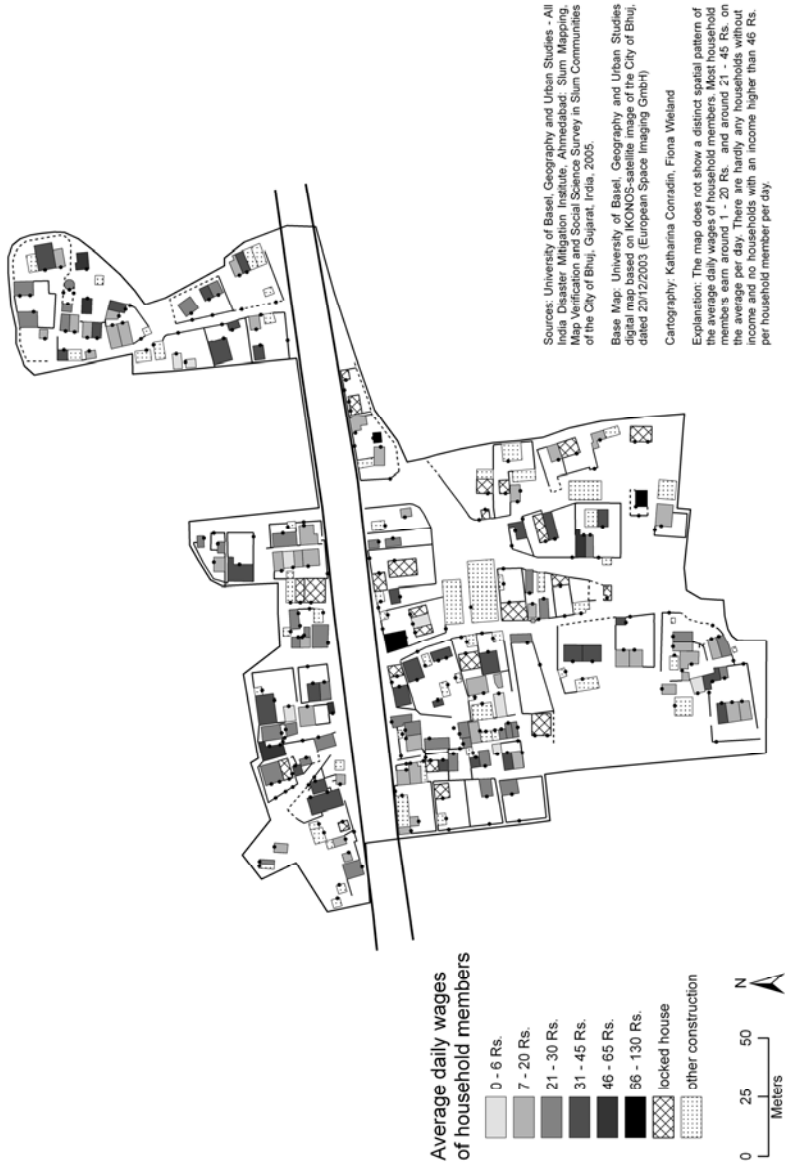 Average daily wages
of household members
0 - 6 Rs.
7 - 20 Rs.
21 - 30 Rs.
31 - 45 Rs.
46 - 65 Rs.
66 - 130 Rs.
locked house
other construction
0 25 50
Meters
N
Sources: University of Basel, Geography and Urban Studies - All
India Disaster Mitigation Institute, Ahmedabad: Slum Mapping,
Map Verification and Social Science Survey in Slum Communities
of the City of Bhuj, Gujarat, India, 2005.
Base Map: University of Basel, Geography and Urban Studies
digital map based on IKONOS-satellite image of the City of Bhuj,
dated 20/12/2003 (European Space Imaging GmbH)
Cartography: Katharina Conradin, Fiona Wieland
Explanation: The map does not show a distinct spatial pattern of
the average daily wages of household members. Most household
members earn around 1 - 20 Rs. and around 21 - 45 Rs. on
the average per day. There are hardly any households without
income and no households with an income higher than 46 Rs.
per household member per day.